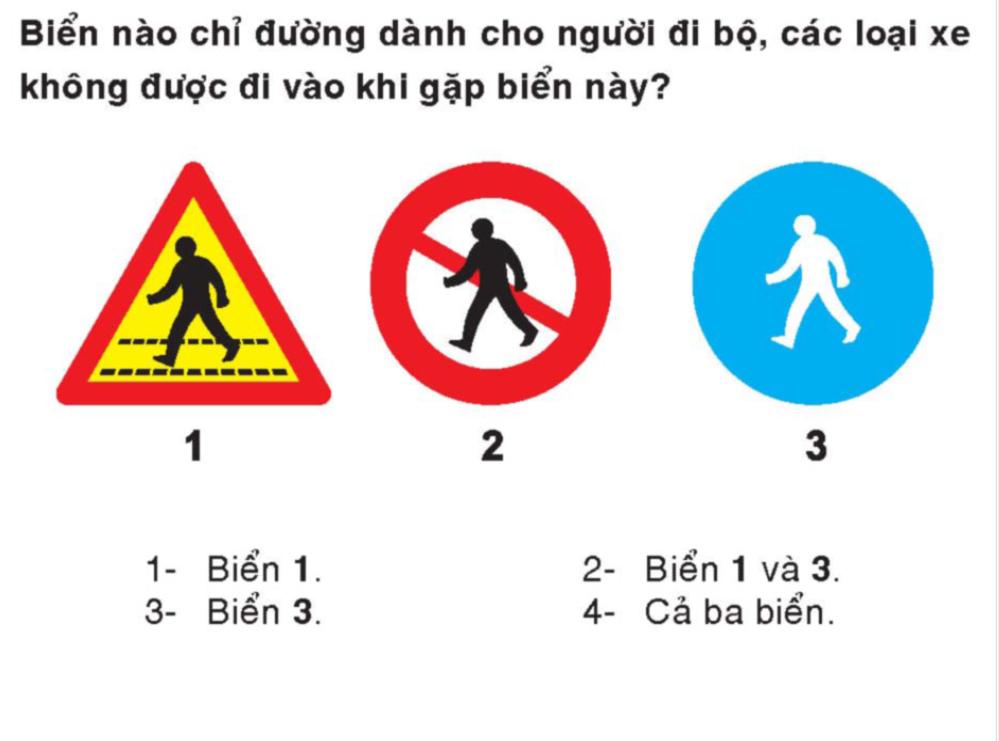 Biển nào chỉ đường dành cho người đi bộ, các loại xe
không được đi vào khi gặp biển này?
1 2 3
1- Biển 1. 2- Biển 1 và 3.
3- Biển 3. 4- Cả ba biển.